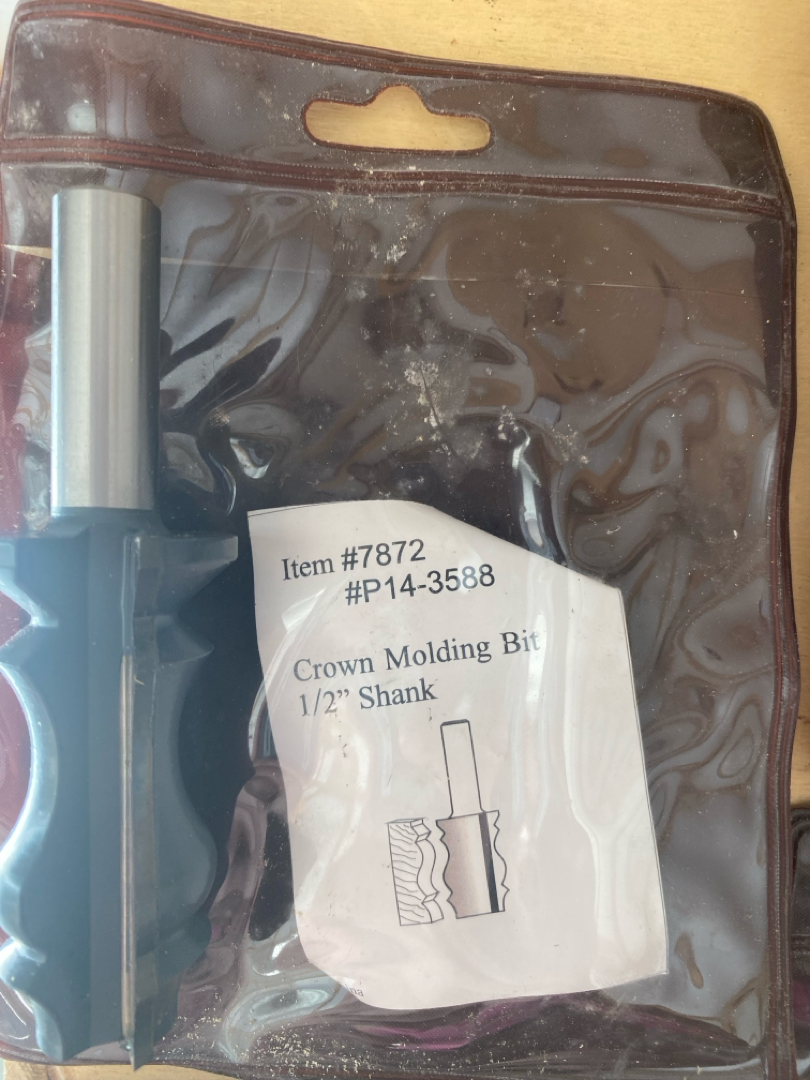 Item #7872
#P14-3588
Crown Molding Bit
1/2” Shank